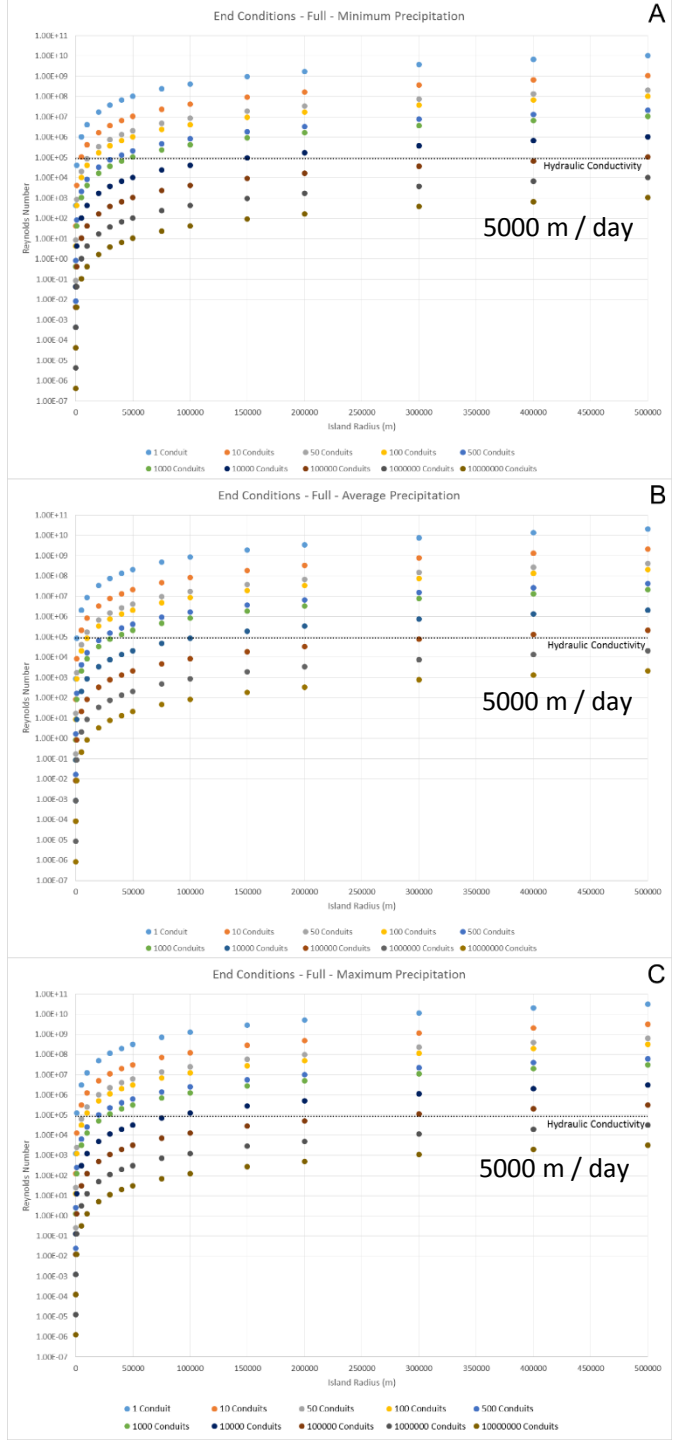 A
End Conditions - Full - Minimum Precipitation
1.00E+11
1.00E+10
1.00E+09
1.00E+08
1.00E+07
1.00E+06
1.00E+05
1.00E+04
1.00E+03
1.00E+02
1.00E+01
1.00E+00
1.00E-01
1.00E-02
1.00E-03
1.00E-04
1.00E-05
1.00E-06
1.00E-07
Reynolds Number
Hydraulic Conductivity
5000 m / day
0 50000 100000 150000 200000 250000 300000 350000 400000 450000 500000
Island Radius (m)
1 Conduit 10 Conduits 50 Conduits 100 Conduits 500 Conduits
1000 Conduits 10000 Conduits 100000 Conduits 1000000 Conduits 10000000 Conduits
B
End Conditions - Full - Average Precipitation
1.00E+11
1.00E+10
1.00E+09
1.00E+08
1.00E+07
1.00E+06
1.00E+05
1.00E+04
1.00E+03
1.00E+02
1.00E+01
1.00E+00
1.00E-01
1.00E-02
1.00E-03
1.00E-04
1.00E-05
1.00E-06
1.00E-07
Reynolds Number
Hydraulic Conductivity
5000 m / day
0 50000 100000 150000 200000 250000 300000 350000 400000 450000 500000
Island Radius (m)
1 Conduit 10 Conduits 50 Conduits 100 Conduits 500 Conduits
1000 Conduits 10000 Conduits 100000 Conduits 1000000 Conduits 10000000 Conduits
C
End Conditions - Full - Maximum Precipitation
1.00E+11
1.00E+10
1.00E+09
1.00E+08
1.00E+07
1.00E+06
1.00E+05
1.00E+04
1.00E+03
1.00E+02
1.00E+01
1.00E+00
1.00E-01
1.00E-02
1.00E-03
1.00E-04
1.00E-05
1.00E-06
1.00E-07
Reynolds Number
Hydraulic Conductivity
5000 m / day
0 50000 100000 150000 200000 250000 300000 350000 400000 450000 500000
Island Radius (m)
1 Conduit 10 Conduits 50 Conduits 100 Conduits 500 Conduits
1000 Conduits 10000 Conduits 100000 Conduits 1000000 Conduits 10000000 Conduits